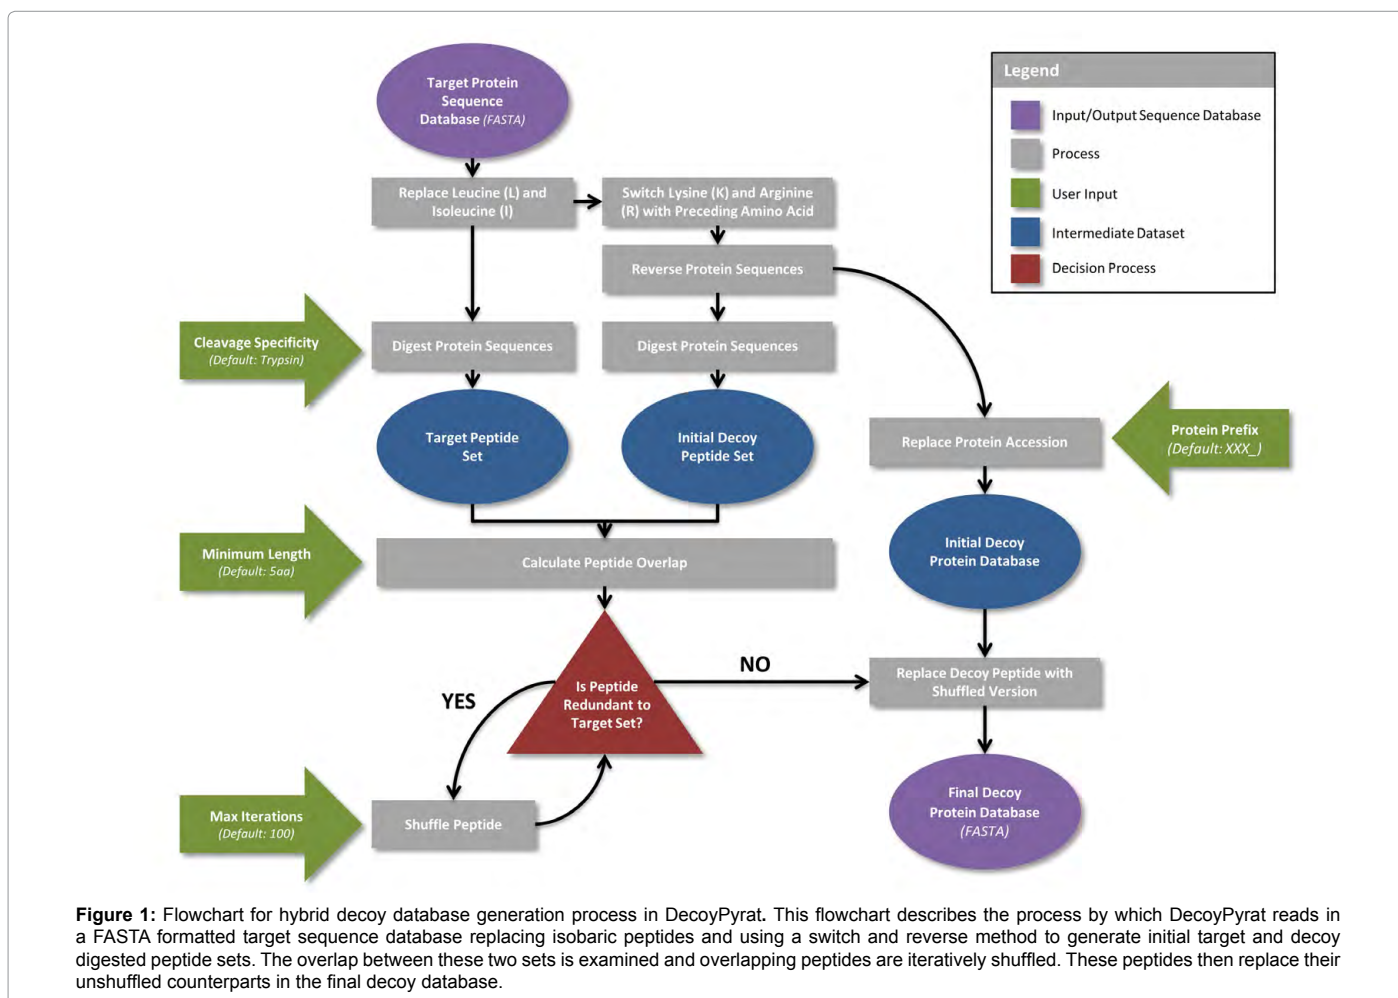 Target Protein
Sequence
Database (FASTA)
Legend
Input/Output Sequence Database
Process
User Input
Intermediate Dataset
Decision Process
Replace Leucine (L) and
Isoleucine (I)
Switch Lysine (K) and Arginine
(R) with Preceding Amino Acid
Reverse Protein Sequences
Cleavage Specificity
(Default: Trypsin)
Digest Protein Sequences
Digest Protein Sequences
Target Peptide
Set
Initial Decoy
Peptide Set
Replace Protein Accession
Protein Prefix
(Default: XXX_)
Minimum Length
(Default: 5aa)
Calculate Peptide Overlap
Initial Decoy
Protein Database
Is Peptide
Redundant to
Target Set?
YES
NO
Replace Decoy Peptide with
Shuffled Version
Max Iterations
(Default: 100)
Shuffle Peptide
Final Decoy
Protein Database
(FASTA)
Figure 1: Flowchart for hybrid decoy database generation process in DecoyPyrat. This flowchart describes the process by which DecoyPyrat reads in
a FASTA formatted target sequence database replacing isobaric peptides and using a switch and reverse method to generate initial target and decoy
digested peptide sets. The overlap between these two sets is examined and overlapping peptides are iteratively shuffled. These peptides then replace their
unshuffled counterparts in the final decoy database.